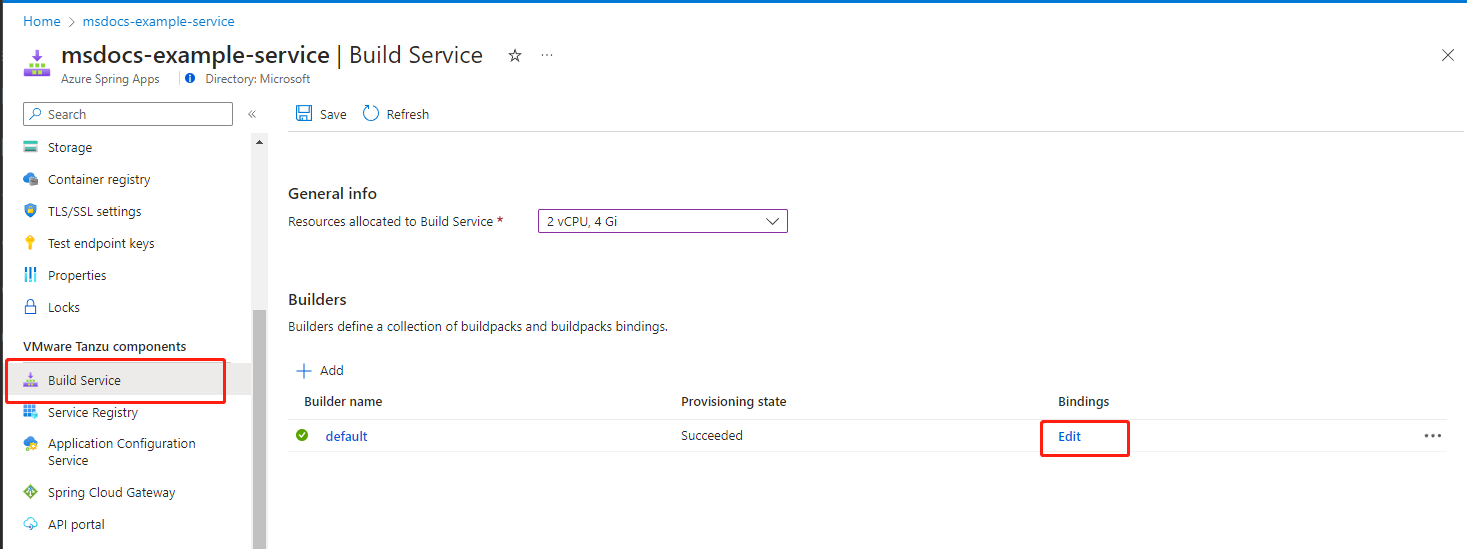 Home > msdocs-example-service
msdocs-example-service | Build Service
Azure Spring Apps
Directory: Microsoft
Search
«
Save
Refresh
Storage
Container registry
TLS/SSL settings
Test endpoint keys
Properties
Locks
VMware Tanzu components
Build Service
Service Registry
Application Configuration
Service
Spring Cloud Gateway
API portal
General info
Resources allocated to Build Service *
2 vCPU, 4 Gi
Builders
Builders define a collection of buildpacks and buildpacks bindings.
Add
Builder name Provisioning state Bindings
default Succeeded Edit